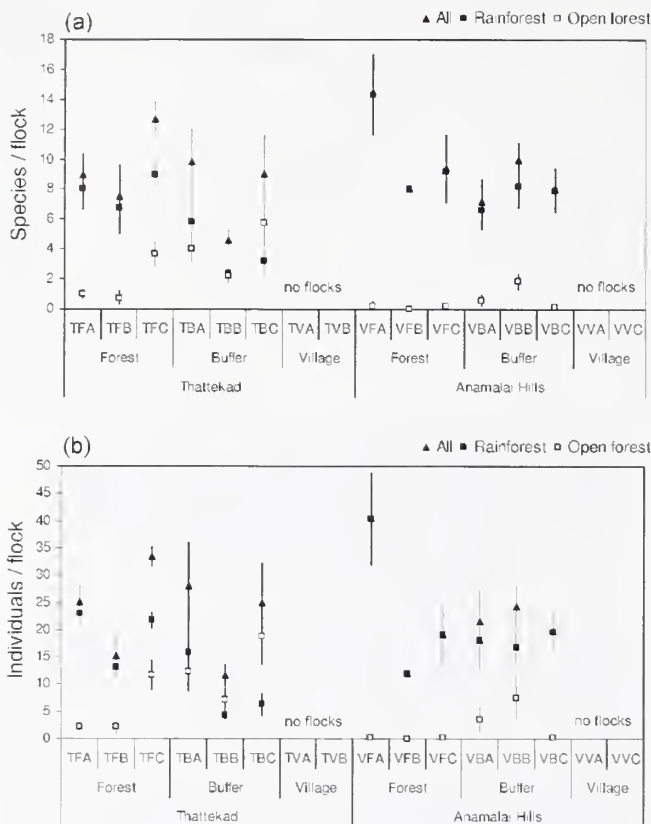 (a)
▲ All ■ Rainforest □ Open forest
Species / flock
18
16
14
12
10
8
6
4
2
0
no flocks
no flocks
TFA TFB TFC TBA TBB TBC TVA TVB VFA VFB VFC VBA VBB VBC VVA VVC
Forest Buffer Village Forest Buffer Village
Thattekad Anamalai Hills
(b)
▲ All ■ Rainforest □ Open forest
Individuals / flock
50
45
40
35
30
25
20
15
10
5
0
no flocks
no flocks
TFA TFB TFC TBA TBB TBC TVA TVB VFA VFB VFC VBA VBB VBC VVA VVC
Forest Buffer Village Forest Buffer Village
Thattekad Anamalai Hills